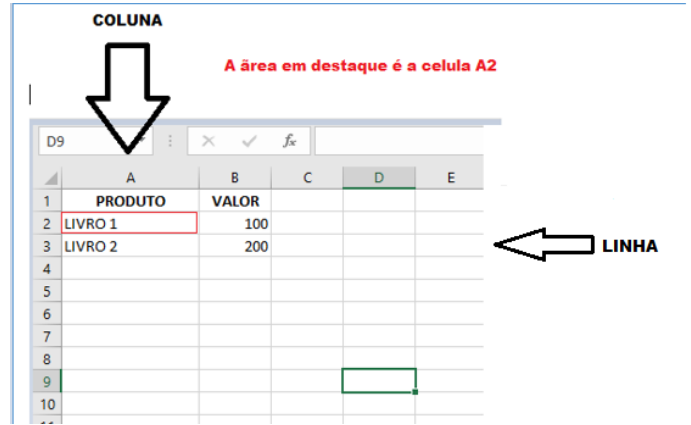 COLUNA
A ãrea em destaque é a celula A2
D9 fx
A B C D E
1 PRODUTO VALOR
2 LIVRO 1 100
3 LIVRO 2 200
LINHA
4
5
6
7
8
9
10